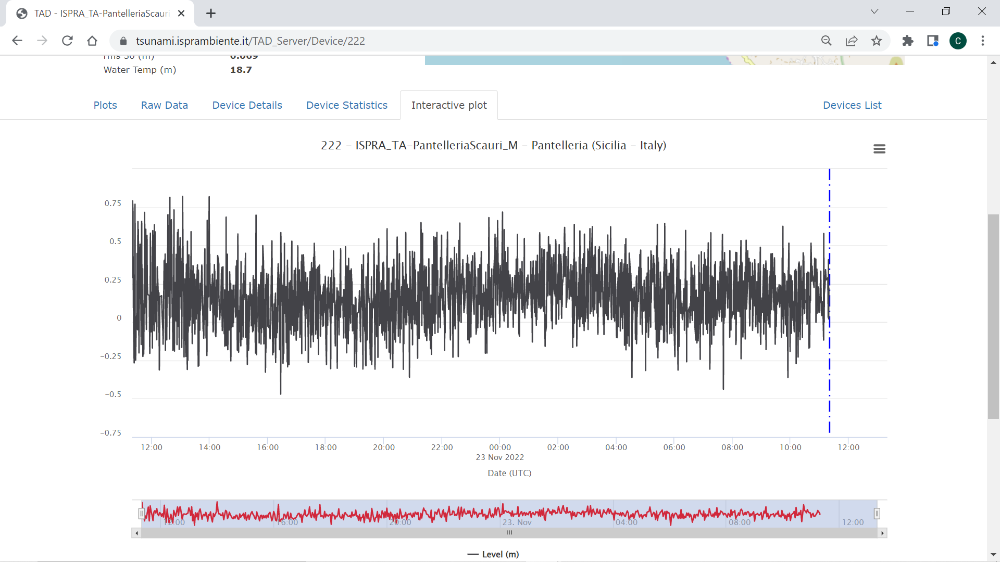 TAD - ISPRA_TA-PantelleriaScauri
tsunami.isprambiente.it/TAD_Server/Device/222
C
rms 30 (m) 0.069
Water Temp (m) 18.7
Plots Raw Data Device Details Device Statistics Interactive plot Devices List
222 - ISPRA_TA-PantelleriaScauri_M - Pantelleria (Sicilia - Italy)
0.75
0.5
0.25
0
-0.25
-0.5
-0.75
12:00 14:00 16:00 18:00 20:00 22:00 00:00 02:00 04:00 06:00 08:00 10:00 12:00
23 Nov 2022
Date (UTC)
12:00 16:00 20:00 23. Nov 04:00 08:00 12:00
Level (m)